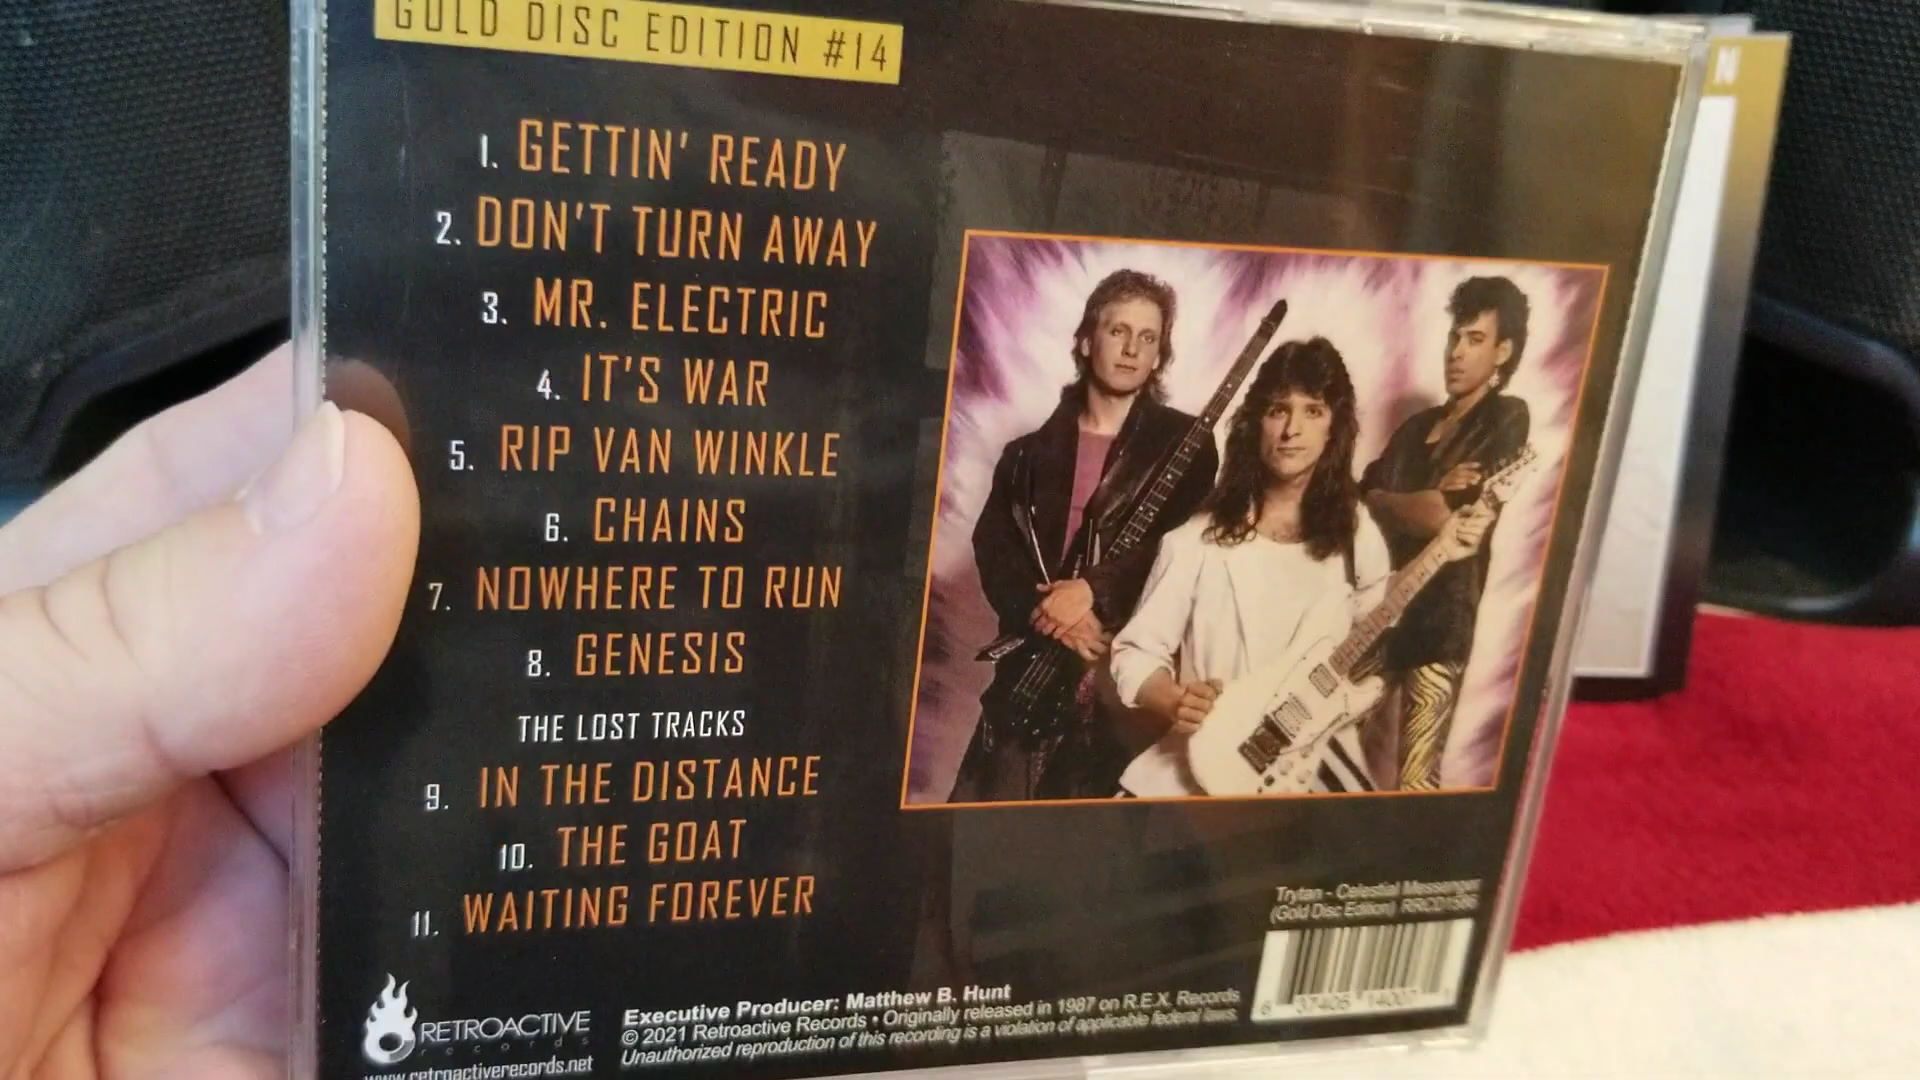 GOLD DISC EDITION #14
1. GETTIN' READY
2. DON'T TURN AWAY
3. MR. ELECTRIC
4. IT'S WAR
5. RIP VAN WINKLE
6. CHAINS
7. NOWHERE TO RUN
8. GENESIS
THE LOST TRACKS
9. IN THE DISTANCE
10. THE GOAT
11. WAITING FOREVER
Trytan - Celestial Messenger
(Gold Disc Edition) RRCD1586
RETROACTIVE
records
www.retroactiverecords.net
Executive Producer: Matthew B. Hunt
© 2021 Retroactive Records • Originally released in 1987 on R.E.X. Records
Unauthorized reproduction of this recording is a violation of applicable federal laws.
N